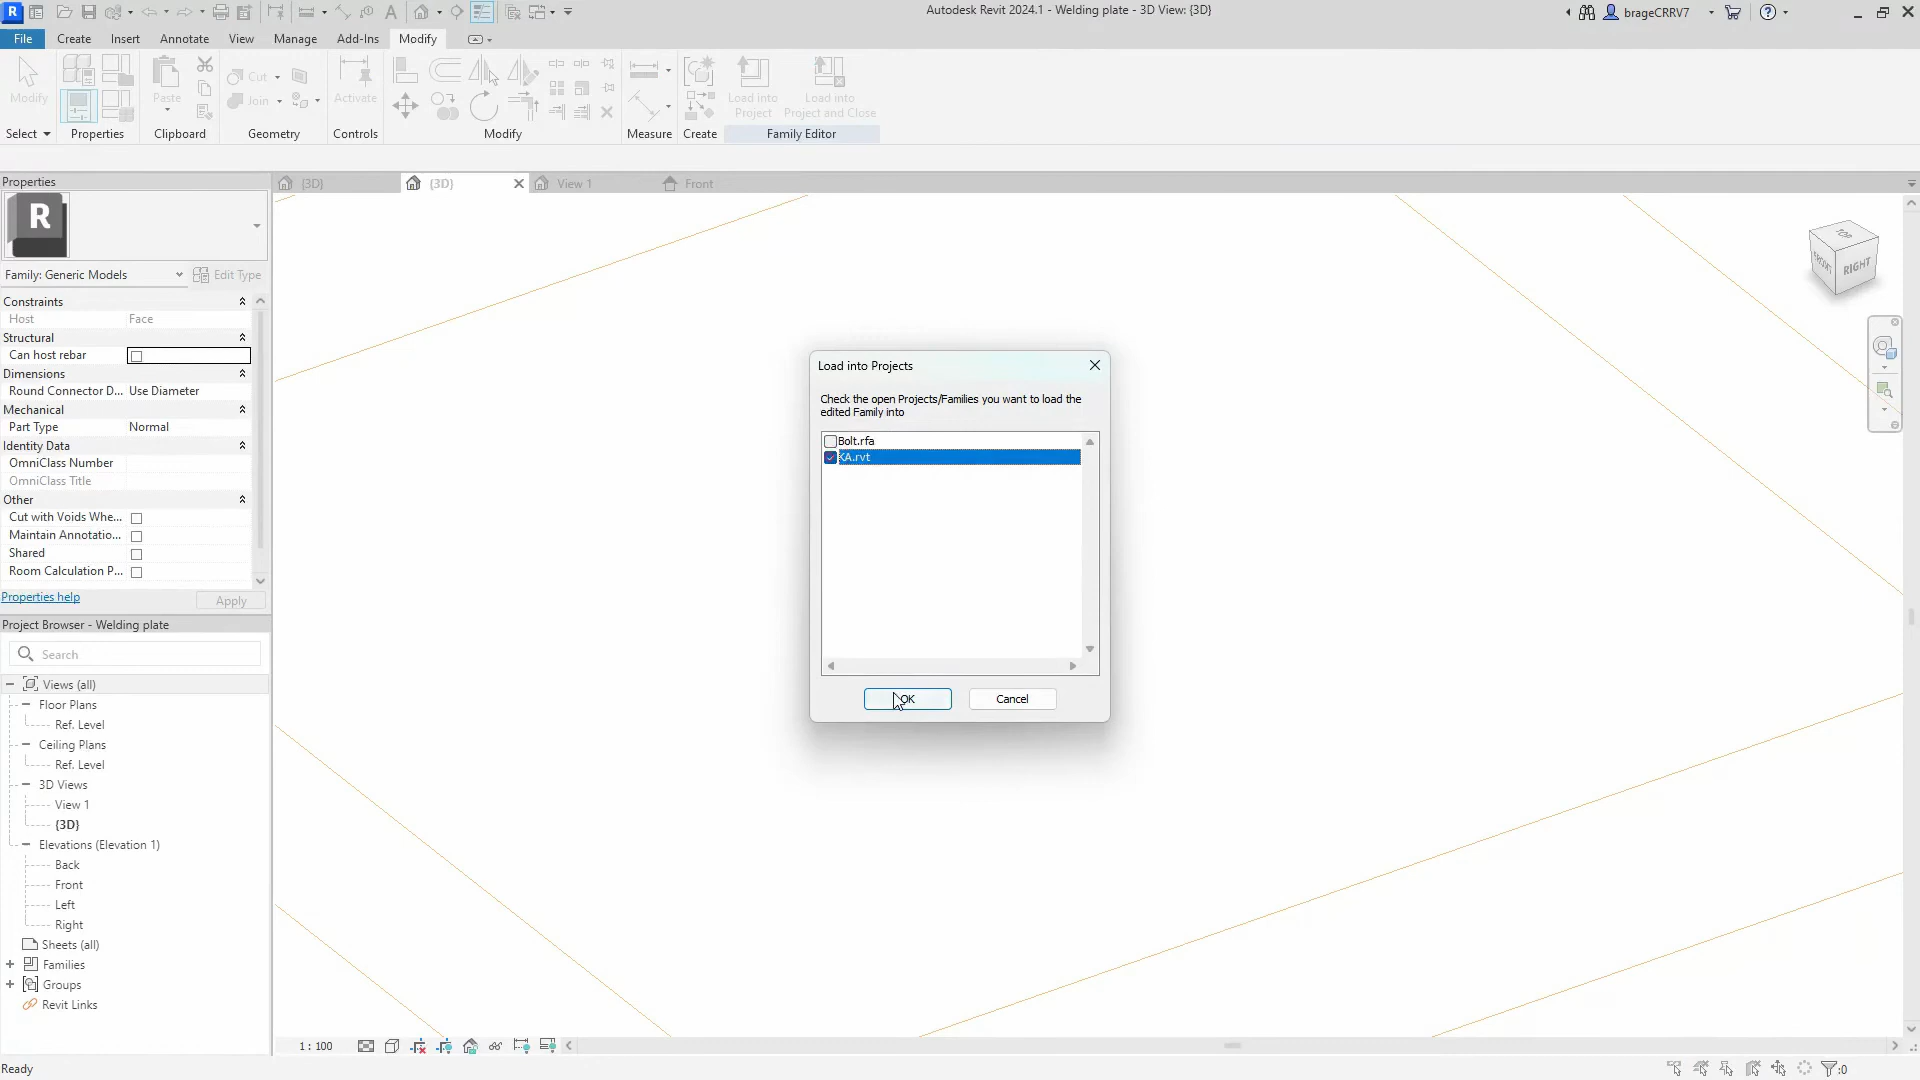 Autodesk Revit 2024.1 - Welding plate - 3D View: {3D}
brageCRRV7
File Create Insert Annotate View Manage Add-Ins Modify
Modify
Paste
Cut
Join
Activate
Load into
Project
Load into
Project and Close
Select
Properties
Clipboard
Geometry
Controls
Modify
Measure
Create
Family Editor
Properties
{3D}
{3D}
View 1
Front
R
Family: Generic Models
Edit Type
Constraints
Host Face
Structural
Can host rebar
Dimensions
Round Connector D... Use Diameter
Mechanical
Part Type Normal
Identity Data
OmniClass Number
OmniClass Title
Other
Cut with Voids Whe...
Maintain Annotatio...
Shared
Room Calculation P...
Properties help
Apply
Project Browser - Welding plate
Search
Views (all)
Floor Plans
Ref. Level
Ceiling Plans
Ref. Level
3D Views
View 1
{3D}
Elevations (Elevation 1)
Back
Front
Left
Right
Sheets (all)
Families
Groups
Revit Links
TOP
FRONT
RIGHT
Load into Projects
Check the open Projects/Families you want to load the
edited Family into
Bolt.rfa
KA.rvt
OK
Cancel
1 : 100
Ready
:0